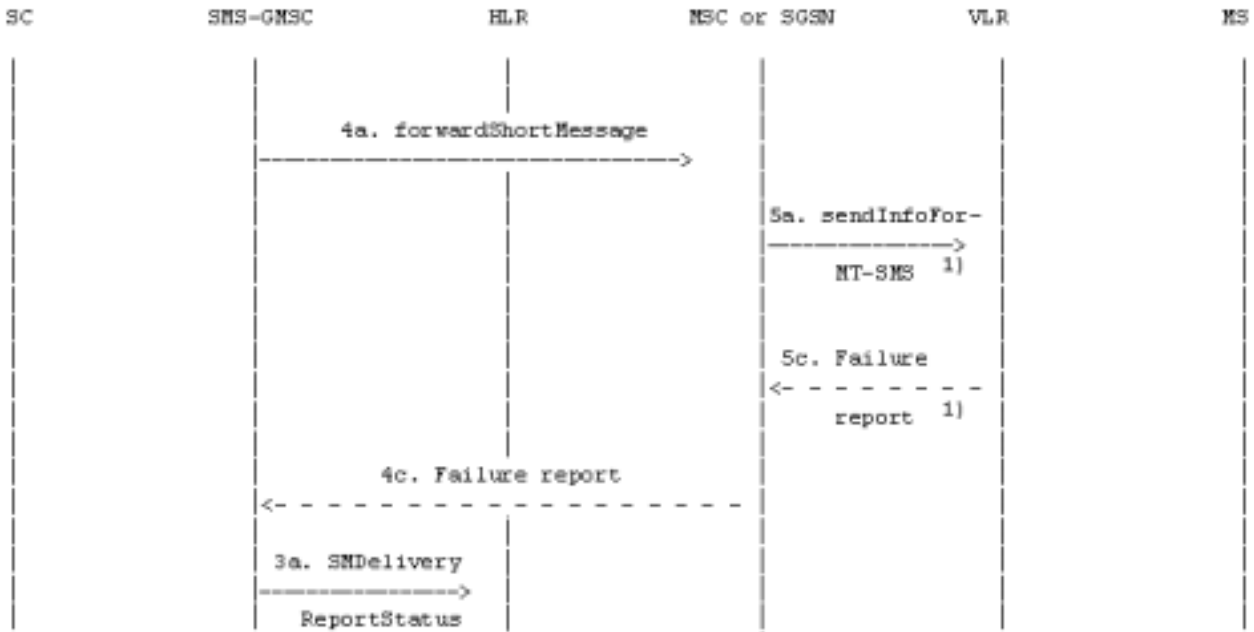 SC SMS-GMSC HLR MSC or SGSN VLR MS
4a. forwardShortMessage
5a. sendInfoFor-
MT-SMS 1)
5c. Failure
report 1)
4c. Failure report
3a. SMDelivery
ReportStatus